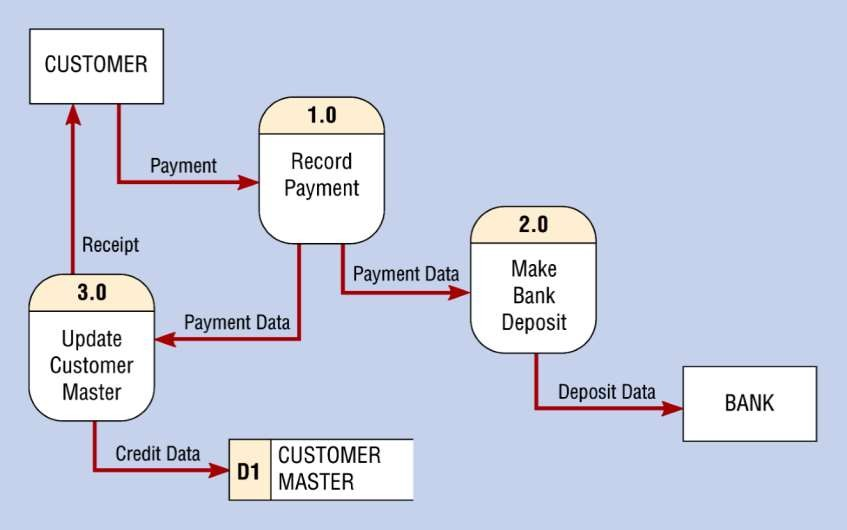 CUSTOMER
1.0
Record
Payment
Payment
2.0
Make
Bank
Deposit
Receipt
Payment Data
3.0
Update
Customer
Master
Payment Data
Deposit Data
BANK
Credit Data
D1
CUSTOMER
MASTER